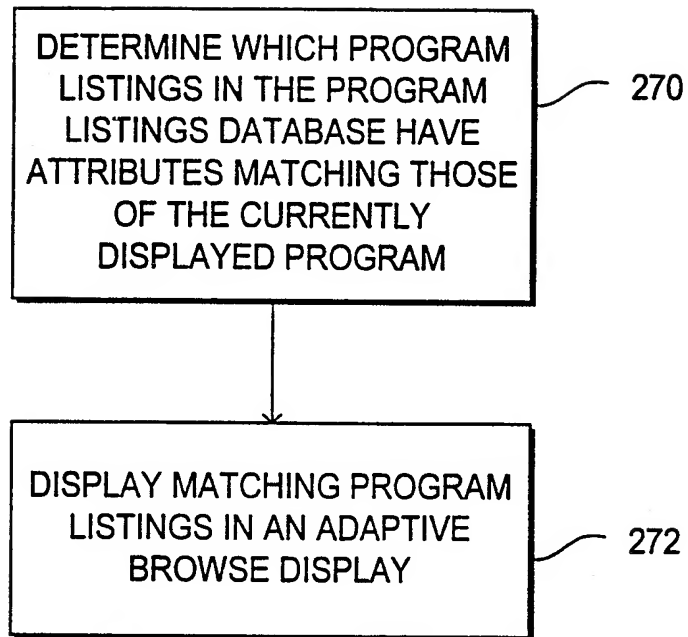 DETERMINE WHICH PROGRAM
LISTINGS IN THE PROGRAM
LISTINGS DATABASE HAVE
ATTRIBUTES MATCHING THOSE
OF THE CURRENTLY
DISPLAYED PROGRAM
270
DISPLAY MATCHING PROGRAM
LISTINGS IN AN ADAPTIVE
BROWSE DISPLAY
272